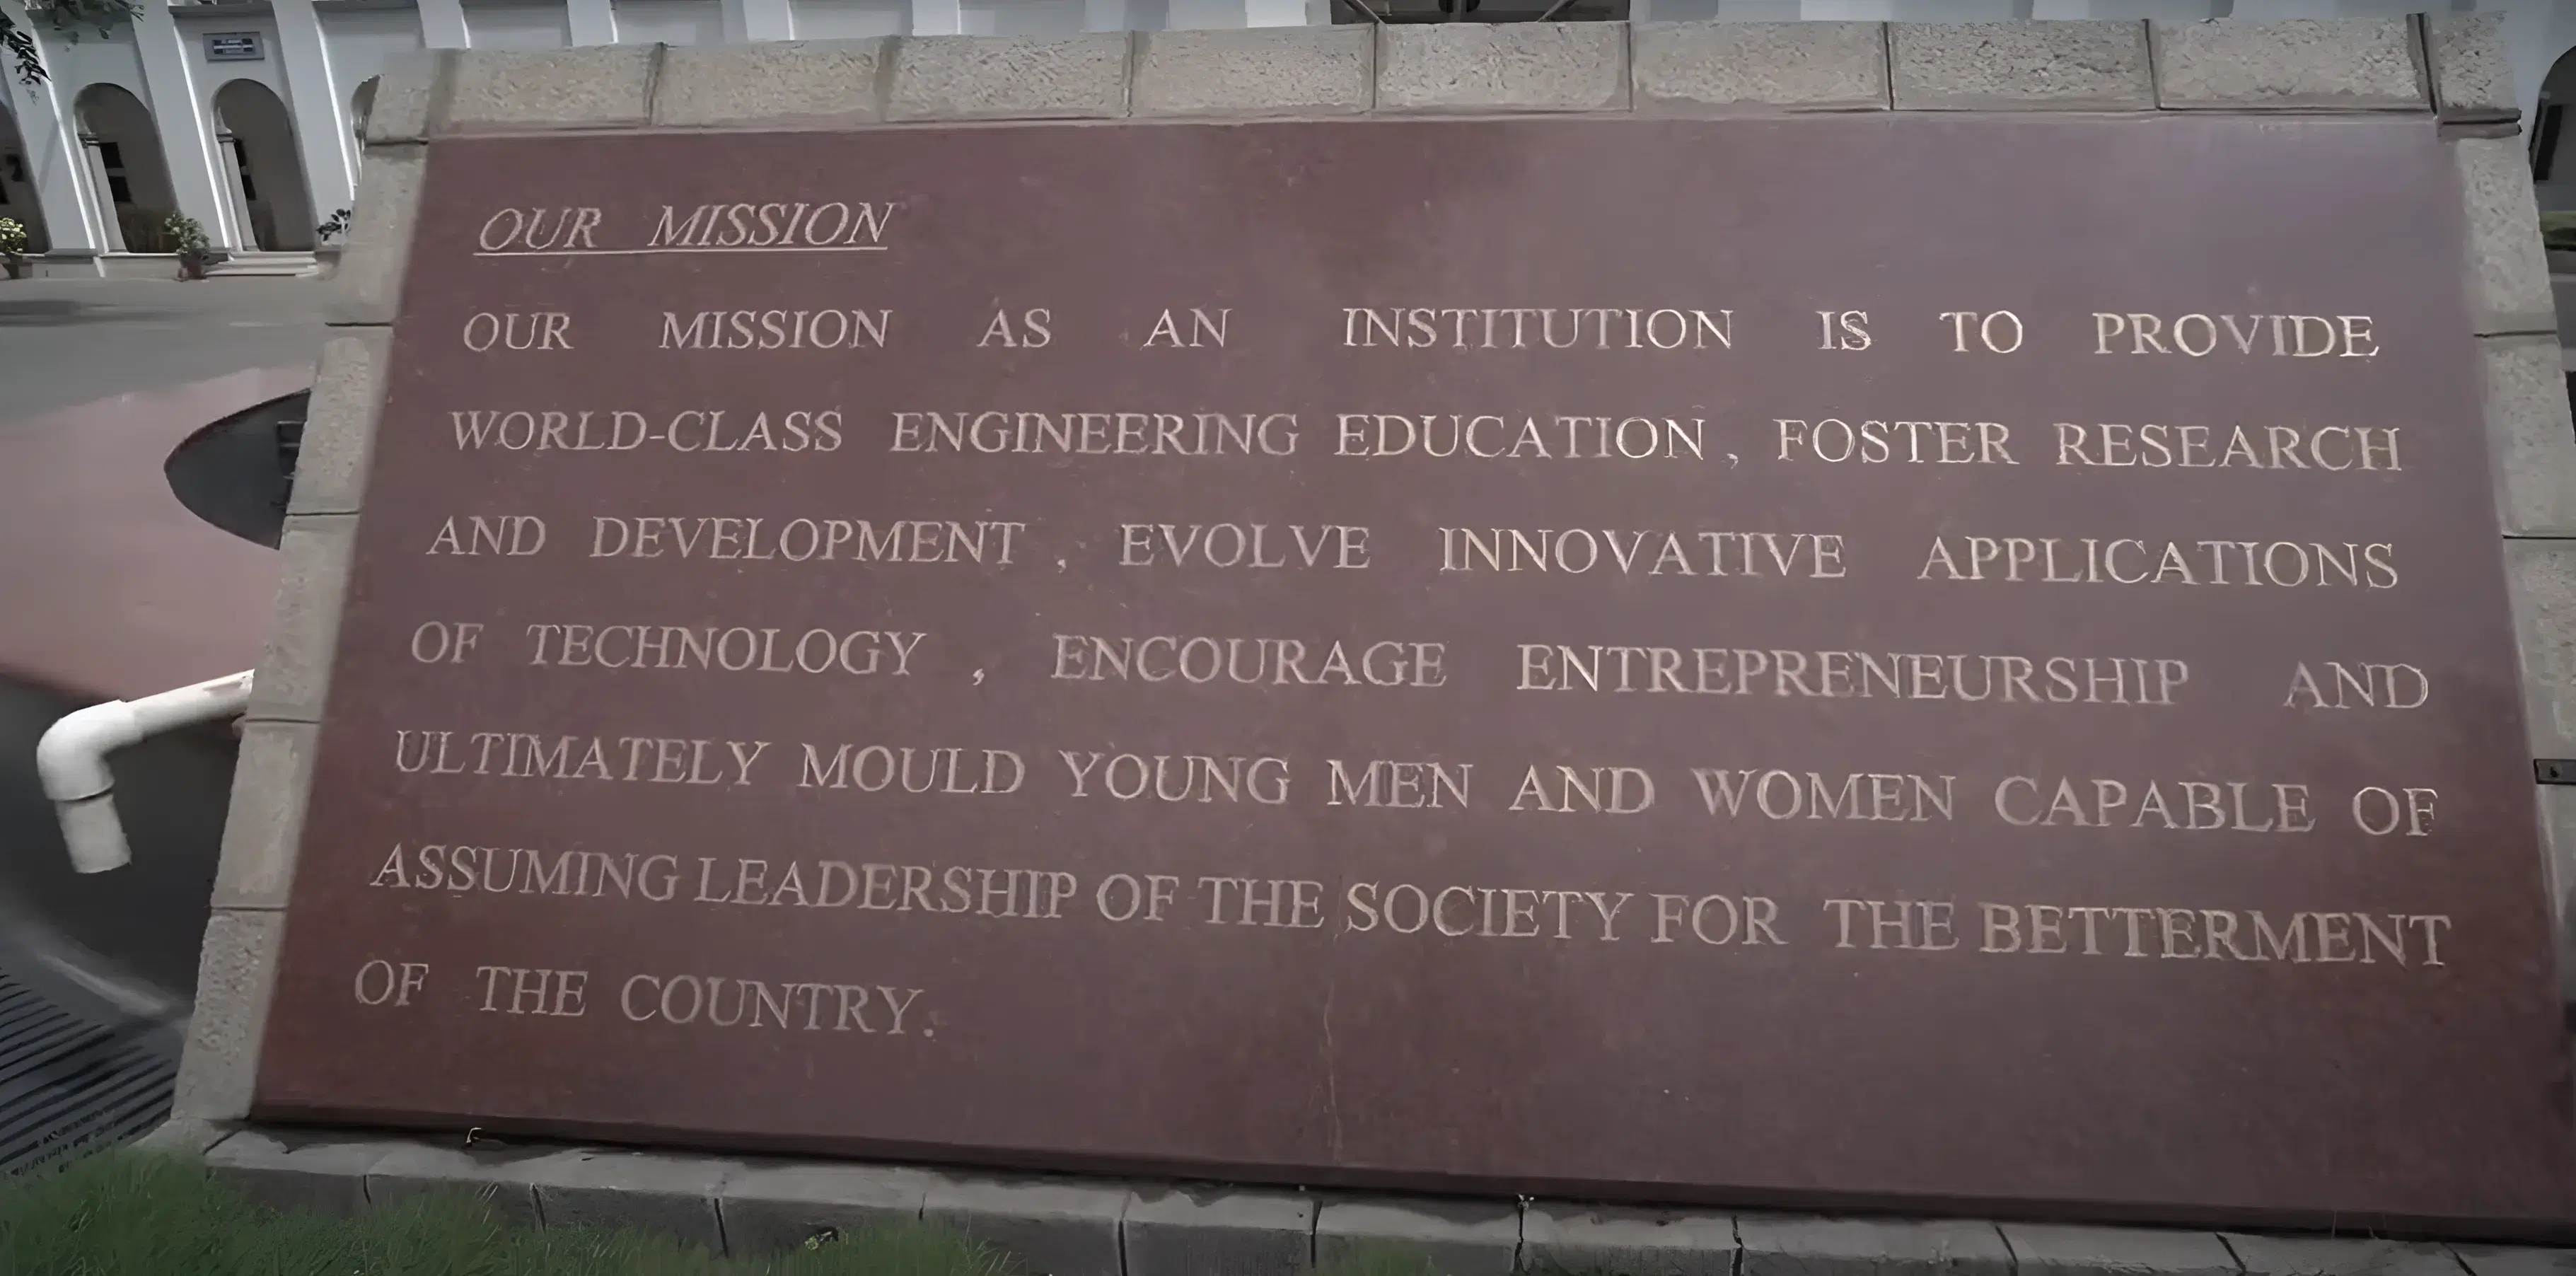 OUR MISSION
OUR MISSION AS AN INSTITUTION IS TO PROVIDE
WORLD-CLASS ENGINEERING EDUCATION, FOSTER RESEARCH
AND DEVELOPMENT, EVOLVE INNOVATIVE APPLICATIONS
OF TECHNOLOGY, ENCOURAGE ENTREPRENEURSHIP AND
ULTIMATELY MOULD YOUNG MEN AND WOMEN CAPABLE OF
ASSUMING LEADERSHIP OF THE SOCIETY FOR THE BETTERMENT
OF THE COUNTRY.